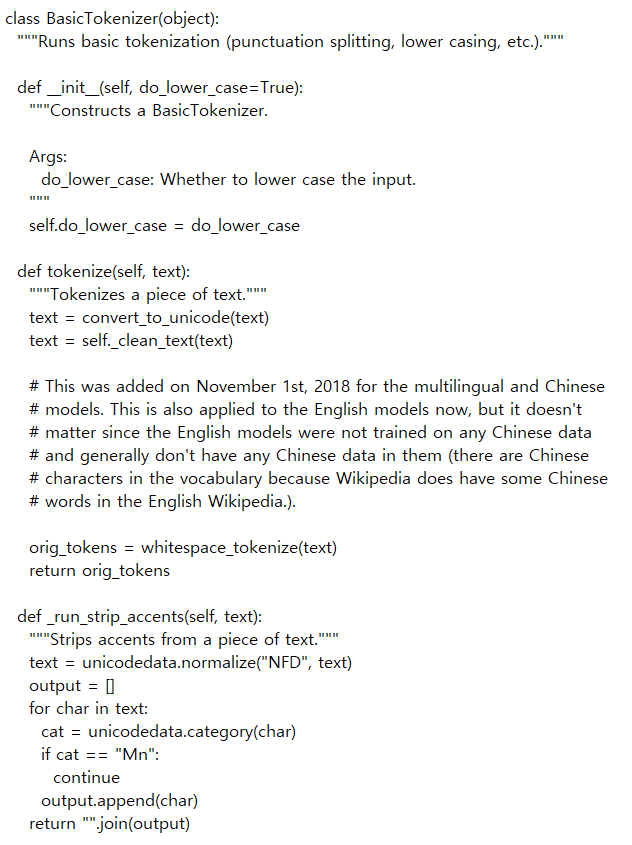 class BasicTokenizer(object):
"""Runs basic tokenization (punctuation splitting, lower casing, etc.)."""
def __init__(self, do_lower_case=True):
"""Constructs a BasicTokenizer.
Args:
do_lower_case: Whether to lower case the input.
"""
self.do_lower_case = do_lower_case
def tokenize(self, text):
"""Tokenizes a piece of text."""
text = convert_to_unicode(text)
text = self._clean_text(text)
# This was added on November 1st, 2018 for the multilingual and Chinese
# models. This is also applied to the English models now, but it doesn't
# matter since the English models were not trained on any Chinese data
# and generally don't have any Chinese data in them (there are Chinese
# characters in the vocabulary because Wikipedia does have some Chinese
# words in the English Wikipedia.).
orig_tokens = whitespace_tokenize(text)
return orig_tokens
def _run_strip_accents(self, text):
"""Strips accents from a piece of text."""
text = unicodedata.normalize("NFD", text)
output = []
for char in text:
cat = unicodedata.category(char)
if cat == "Mn":
continue
output.append(char)
return "".join(output)